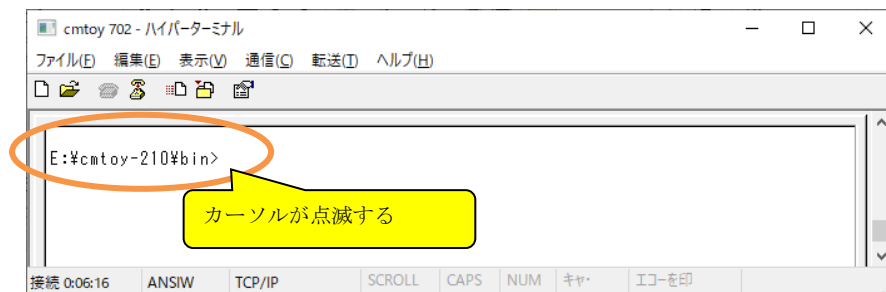 cmtoy 702 - ハイパーターミナル
ファイル(F) 編集(E) 表示(V) 通信(C) 転送(T) ヘルプ(H)
E:¥cmtoy-210¥bin>
カーソルが点滅する
接続 0:06:16 ANSIW TCP/IP SCROLL CAPS NUM キャ･ エコーを印